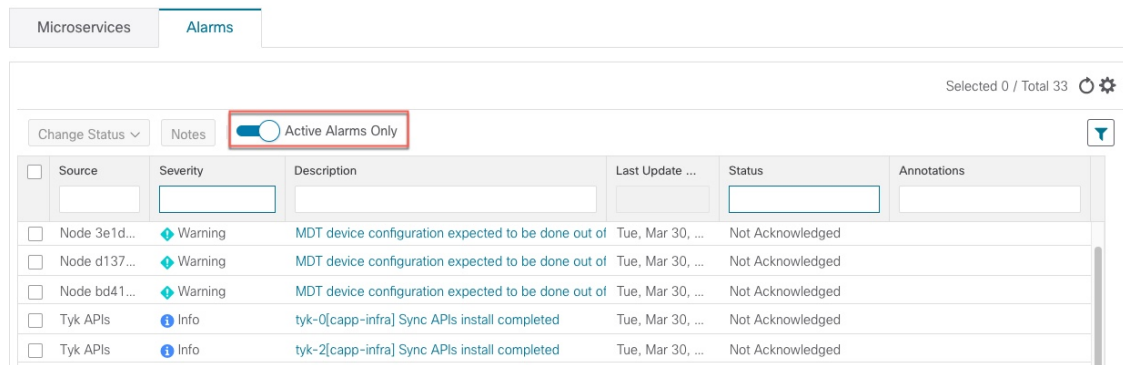 Microservices Alarms
Selected 0 / Total 33
Change Status Notes Active Alarms Only
Source Severity Description Last Update ... Status Annotations
Node 3e1d... Warning MDT device configuration expected to be done out of Tue, Mar 30, ... Not Acknowledged
Node d137... Warning MDT device configuration expected to be done out of Tue, Mar 30, ... Not Acknowledged
Node bd41... Warning MDT device configuration expected to be done out of Tue, Mar 30, ... Not Acknowledged
Tyk APIs Info tyk-0[capp-infra] Sync APIs install completed Tue, Mar 30, ... Not Acknowledged
Tyk APIs Info tyk-2[capp-infra] Sync APIs install completed Tue, Mar 30, ... Not Acknowledged